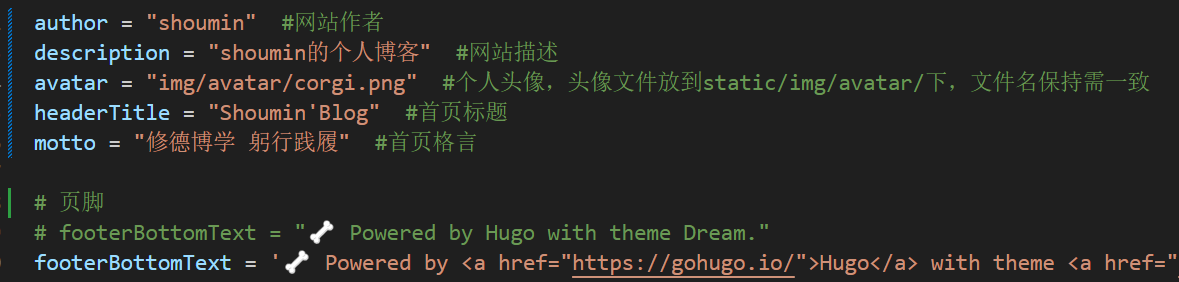 author = "shoumin"  #网站作者
description = "shoumin的个人博客"  #网站描述
avatar = "img/avatar/corgi.png"  #个人头像，头像文件放到static/img/avatar/下，文件名保持需一致
headerTitle = "Shoumin'Blog"  #首页标题
motto = "修德博学 躬行践履"  #首页格言
# 页脚
# footerBottomText = "🦴 Powered by Hugo with theme Dream."
footerBottomText = '🦴 Powered by <a href="https://gohugo.io/">Hugo</a> with theme <a href="